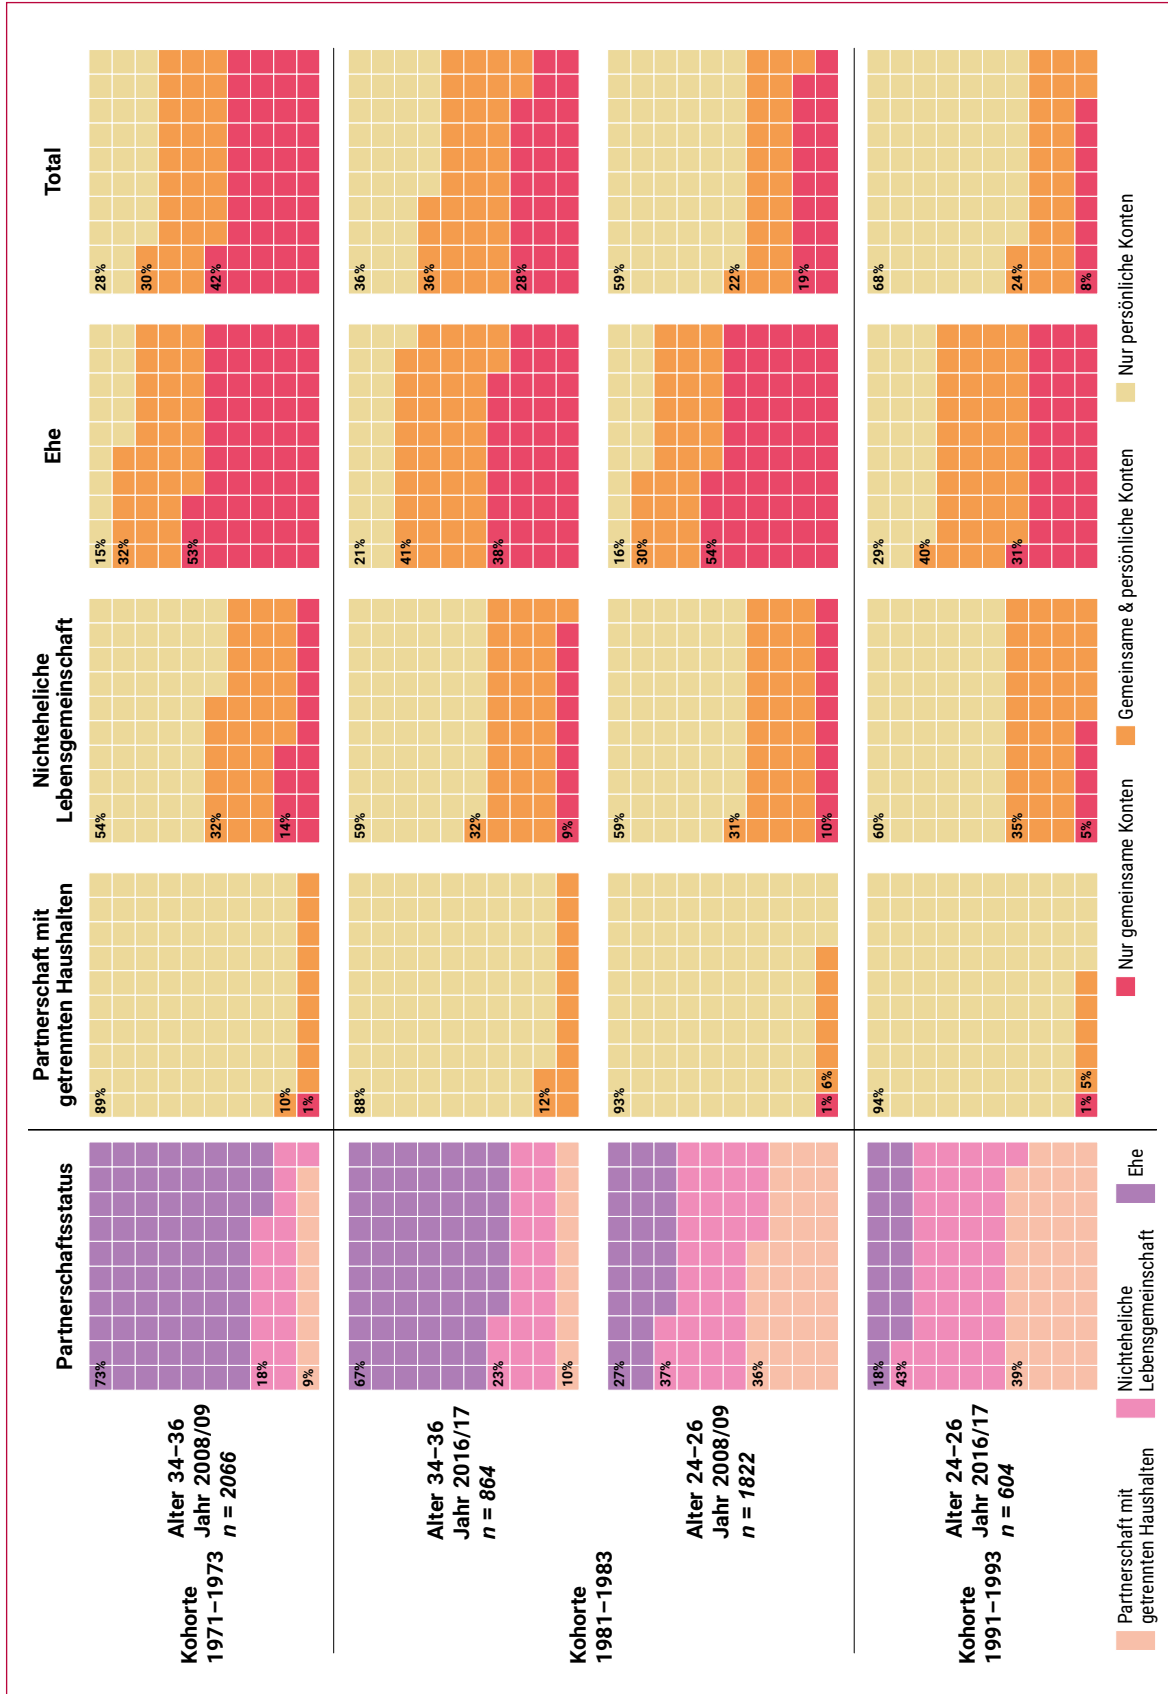 Partnerschaftsstatus
Partnerschaft mit
getrennten Haushalten
Nichteheliche
Lebensgemeinschaft
Ehe
Total
Kohorte
1971–1973
Alter 34–36
Jahr 2008/09
n = 2066
73%
18%
9%
89%
10%
1%
54%
32%
14%
15%
32%
53%
28%
30%
42%
Kohorte
1981–1983
Alter 34–36
Jahr 2016/17
n = 864
67%
23%
10%
88%
12%
59%
32%
9%
21%
41%
38%
36%
36%
28%
Alter 24–26
Jahr 2008/09
n = 1822
27%
37%
36%
93%
1%
6%
59%
31%
10%
16%
30%
54%
59%
22%
19%
Kohorte
1991–1993
Alter 24–26
Jahr 2016/17
n = 604
18%
43%
39%
94%
1%
5%
60%
35%
5%
29%
40%
31%
68%
24%
8%
Partnerschaft mit
getrennten Haushalten
Nichteheliche
Lebensgemeinschaft
Ehe
Nur gemeinsame Konten
Gemeinsame & persönliche Konten
Nur persönliche Konten